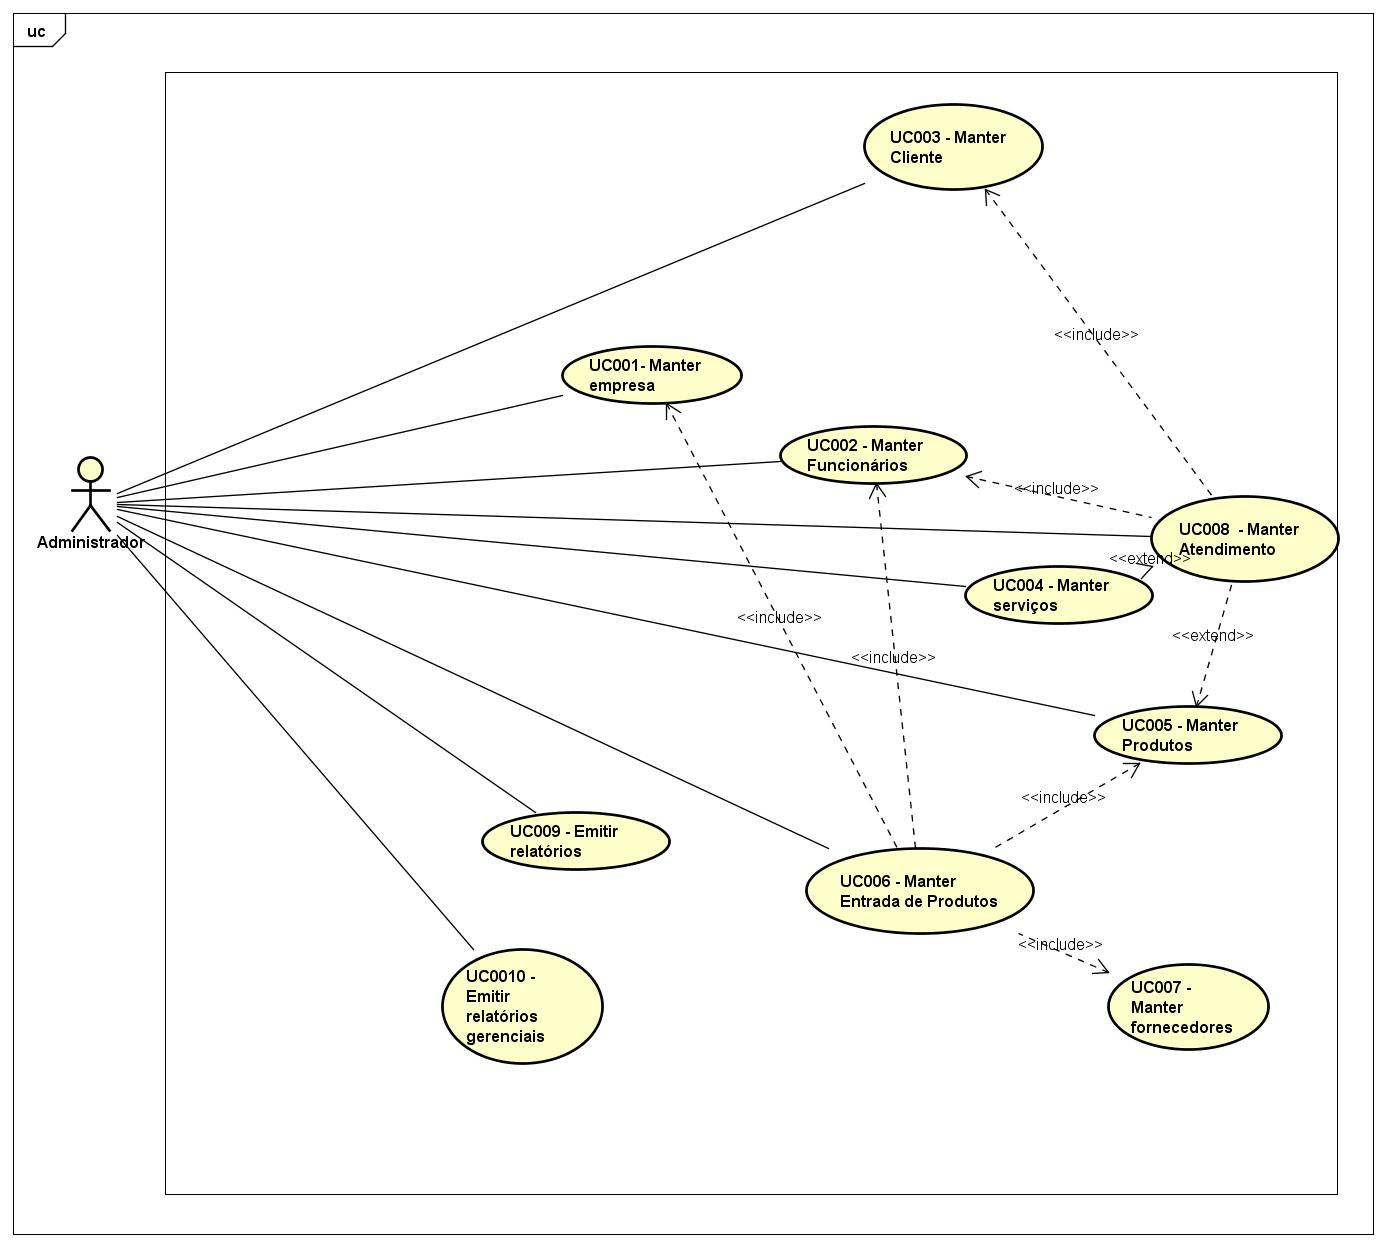 uc
UC003 - Manter
Cliente
<<include>>
UC001- Manter
empresa
UC002 - Manter
Funcionários
<<include>>
UC008  - Manter
Atendimento
Administrador
<<extend>>
UC004 - Manter
serviços
<<include>>
<<extend>>
<<include>>
UC005 - Manter
Produtos
<<include>>
UC009 - Emitir
relatórios
UC006 - Manter
Entrada de Produtos
<<include>>
UC0010 -
Emitir
relatórios
gerenciais
UC007 -
Manter
fornecedores